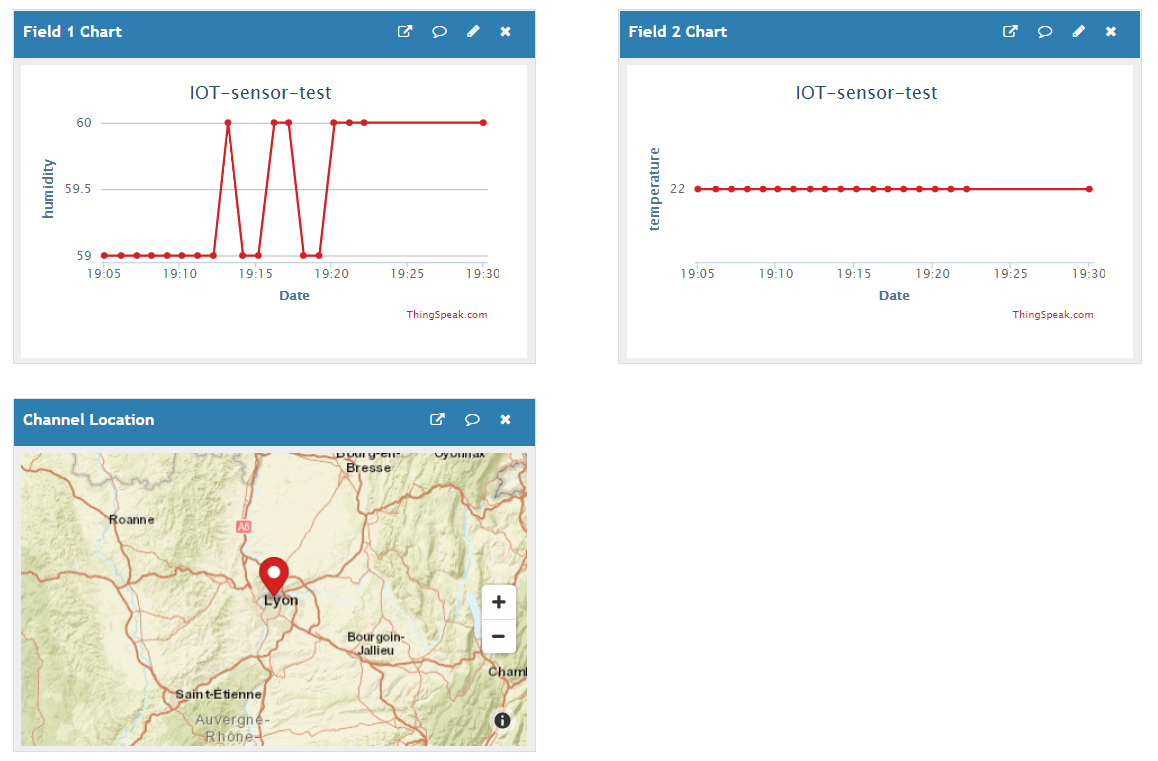 Field 1 Chart
IOT-sensor-test
humidity
60
59.5
59
19:05 19:10 19:15 19:20 19:25 19:30
Date
ThingSpeak.com
Field 2 Chart
IOT-sensor-test
temperature
22
19:05 19:10 19:15 19:20 19:25 19:30
Date
ThingSpeak.com
Channel Location
Bourg-en-
Bresse
Oyonnax
Roanne
A6
Lyon
+
−
Bourgoin-
Jallieu
Cham
Saint-Étienne
Auvergne-
Rhône-